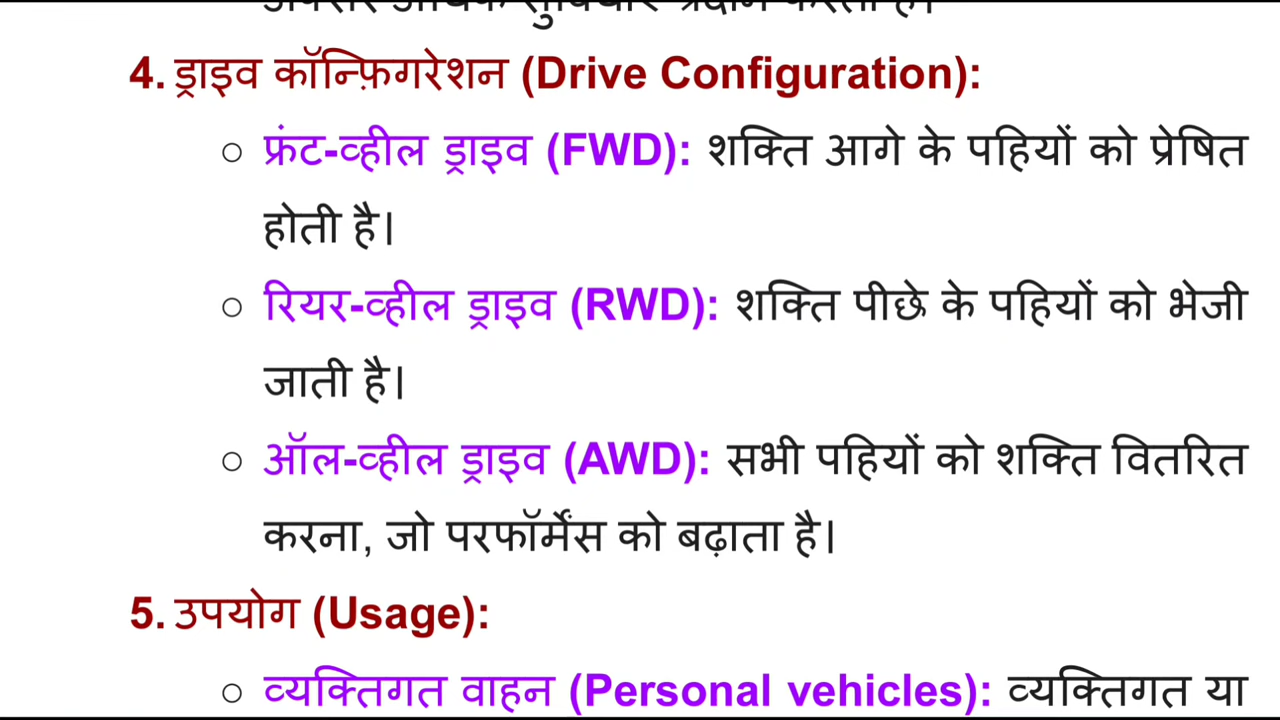 4. ड्राइव कॉन्फ़िगरेशन (Drive Configuration):
○ फ्रंट-व्हील ड्राइव (FWD): शक्ति आगे के पहियों को प्रेषित
होती है।
○ रियर-व्हील ड्राइव (RWD): शक्ति पीछे के पहियों को भेजी
जाती है।
○ ऑल-व्हील ड्राइव (AWD): सभी पहियों को शक्ति वितरित
करना, जो परफॉर्मेंस को बढ़ाता है।
5. उपयोग (Usage):
○ व्यक्तिगत वाहन (Personal vehicles): व्यक्तिगत या